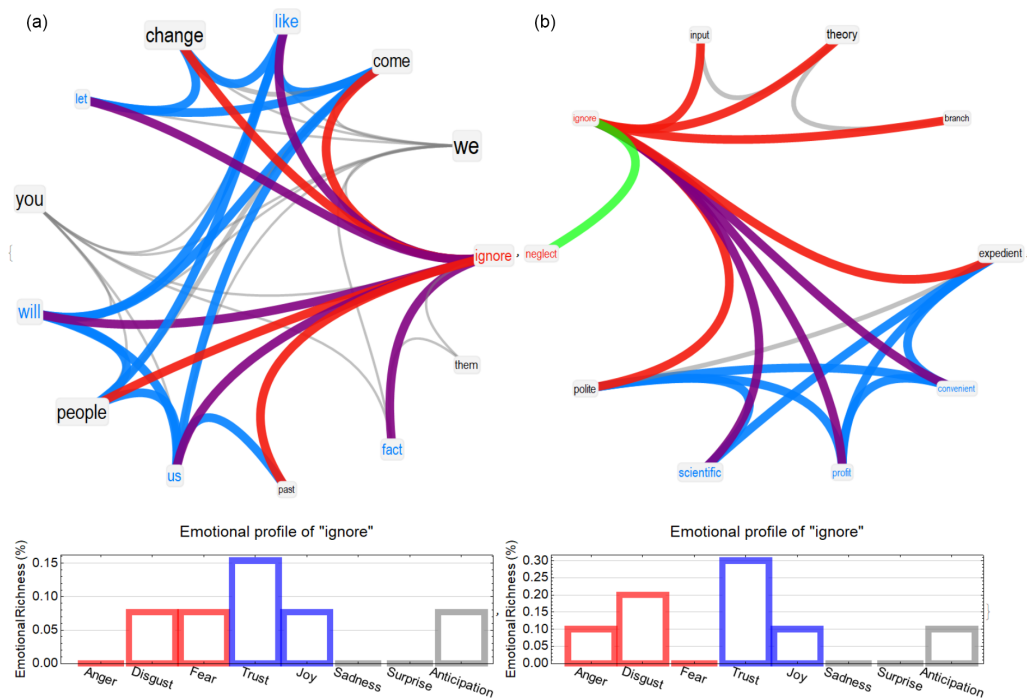 (a)
like
change
come
let
we
you
{
ignore
,
will
them
people
fact
us
past
(b)
input
theory
ignore
branch
neglect
expedient
polite
convenient
scientific
profit
Emotional profile of "ignore"
Emotional Richness (%)
0.15
0.10
0.05
0.00
Anger
Disgust
Fear
Trust
Joy
Sadness
Surprise
Anticipation
,
Emotional profile of "ignore"
Emotional Richness (%)
0.30
0.25
0.20
0.15
0.10
0.05
0.00
Anger
Disgust
Fear
Trust
Joy
Sadness
Surprise
Anticipation
}